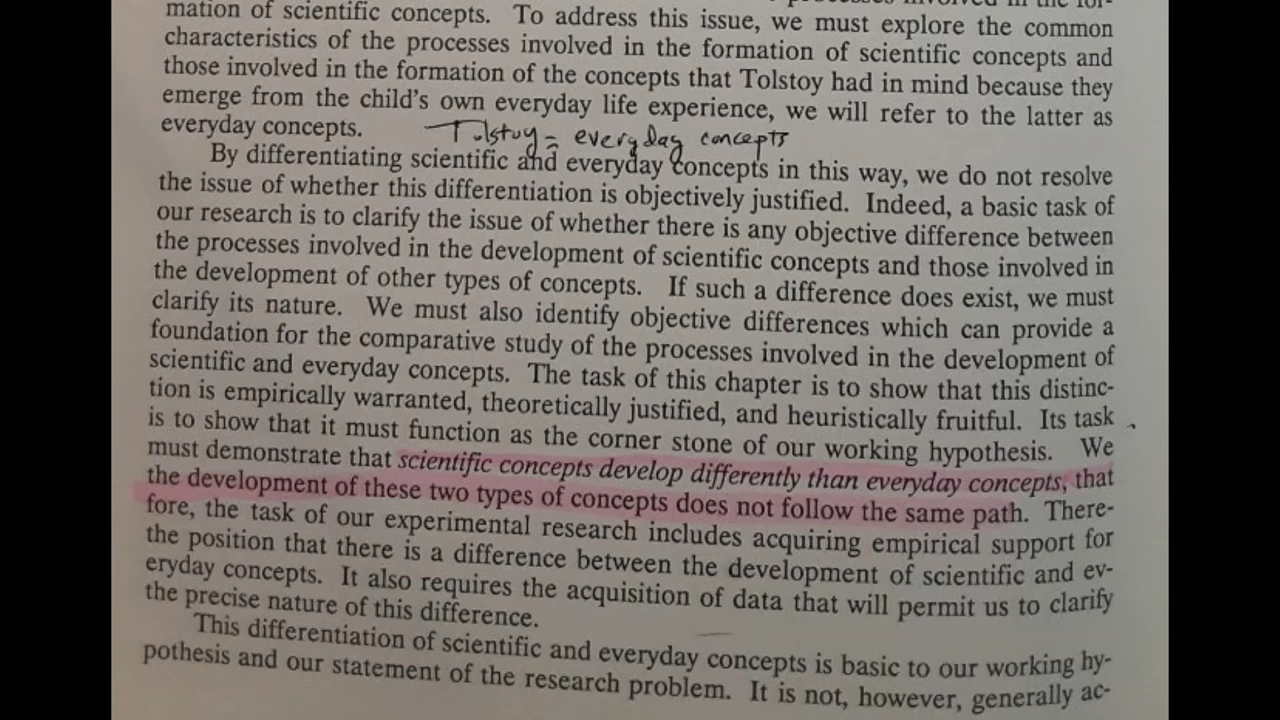 mation of scientific concepts. To address this issue, we must explore the common
characteristics of the processes involved in the formation of scientific concepts and
those involved in the formation of the concepts that Tolstoy had in mind because they
emerge from the child's own everyday life experience, we will refer to the latter as
everyday concepts. Tolstoy = everyday concepts
By differentiating scientific and everyday concepts in this way, we do not resolve
the issue of whether this differentiation is objectively justified. Indeed, a basic task of
our research is to clarify the issue of whether there is any objective difference between
the processes involved in the development of scientific concepts and those involved in
the development of other types of concepts. If such a difference does exist, we must
clarify its nature. We must also identify objective differences which can provide a
foundation for the comparative study of the processes involved in the development of
scientific and everyday concepts. The task of this chapter is to show that this distinc-
tion is empirically warranted, theoretically justified, and heuristically fruitful. Its task
is to show that it must function as the corner stone of our working hypothesis. We
must demonstrate that scientific concepts develop differently than everyday concepts, that
the development of these two types of concepts does not follow the same path. There-
fore, the task of our experimental research includes acquiring empirical support for
the position that there is a difference between the development of scientific and ev-
eryday concepts. It also requires the acquisition of data that will permit us to clarify
the precise nature of this difference.
This differentiation of scientific and everyday concepts is basic to our working hy-
pothesis and our statement of the research problem. It is not, however, generally ac-